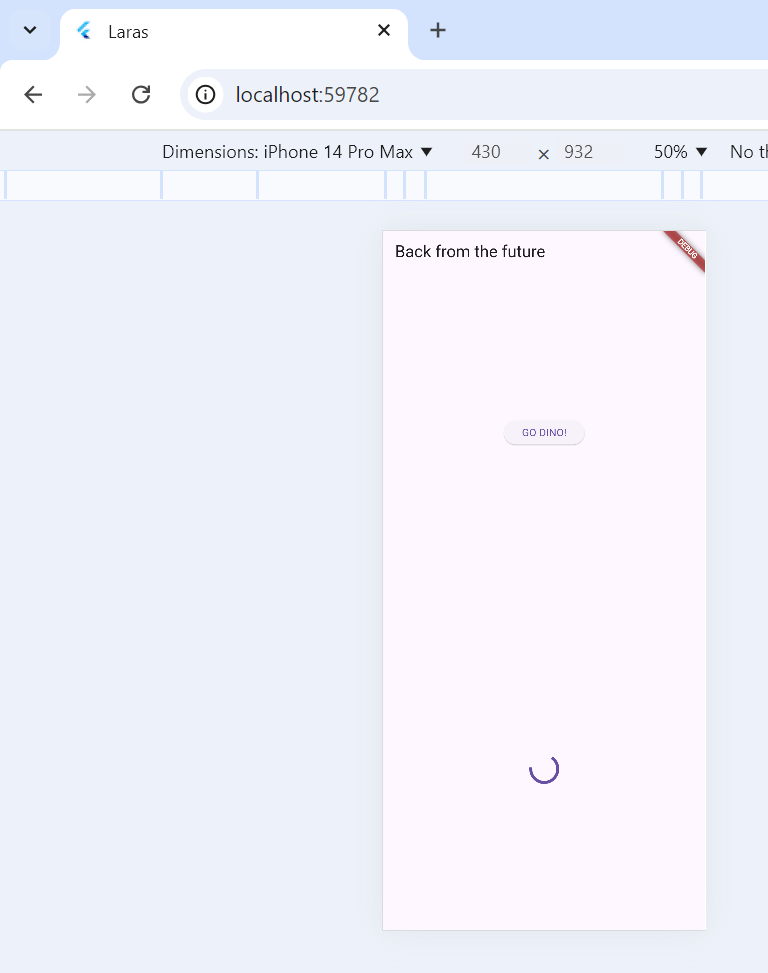 Laras
localhost:59782
Dimensions: iPhone 14 Pro Max 430 × 932 50% No th
Back from the future
DEBUG
GO DINO!